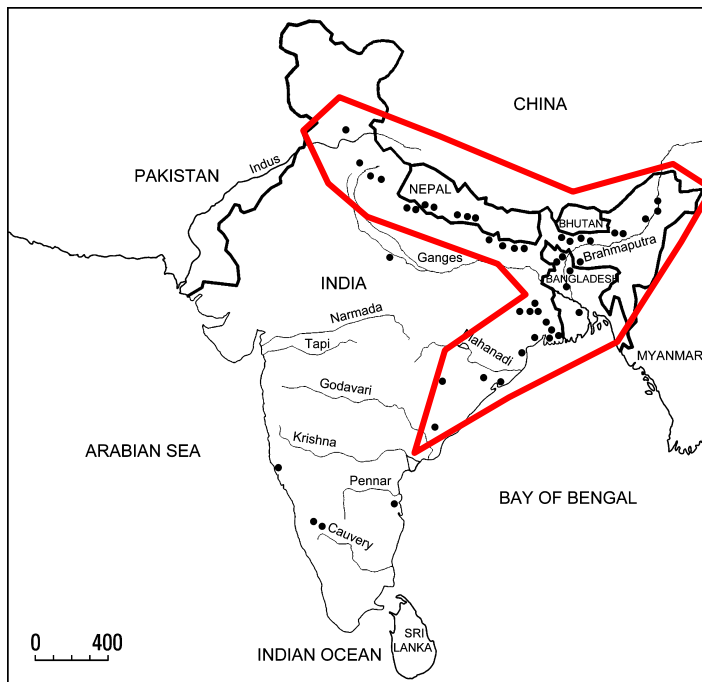 CHINA
PAKISTAN
Indus
NEPAL
BHUTAN
Brahmaputra
Ganges
BANGLADESH
INDIA
Narmada
Tapi
Mahanadi
MYANMAR
Godavari
Krishna
ARABIAN SEA
Pennar
BAY OF BENGAL
Cauvery
0 400
SRI
LANKA
INDIAN OCEAN